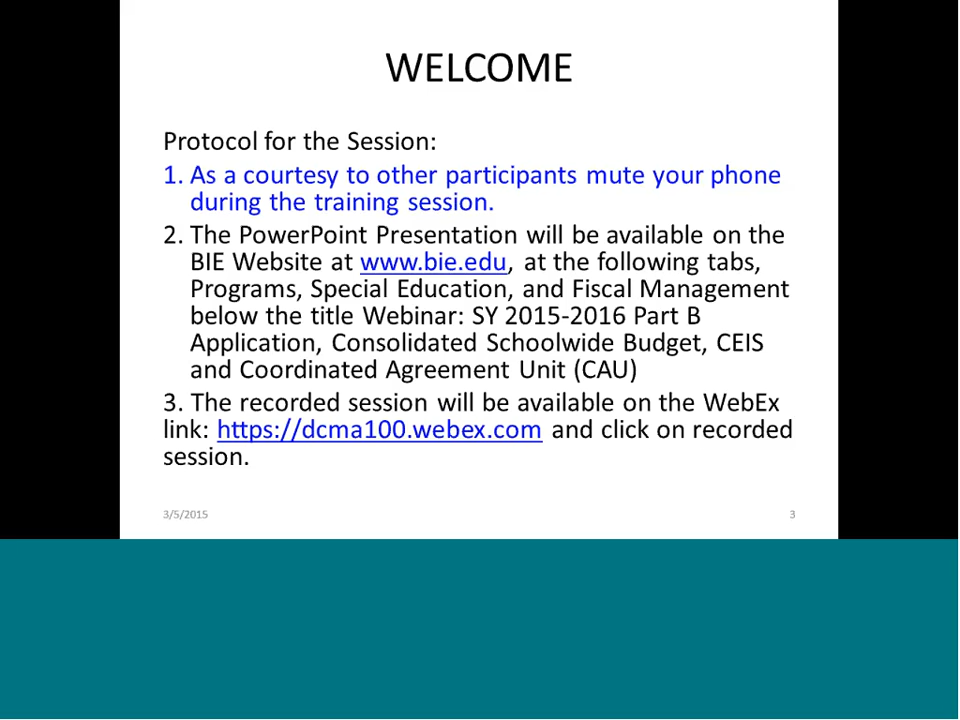 WELCOME
Protocol for the Session:
1. As a courtesy to other participants mute your phone
during the training session.
2. The PowerPoint Presentation will be available on the
BIE Website at www.bie.edu, at the following tabs,
Programs, Special Education, and Fiscal Management
below the title Webinar: SY 2015-2016 Part B
Application, Consolidated Schoolwide Budget, CEIS
and Coordinated Agreement Unit (CAU)
3. The recorded session will be available on the WebEx
link: https://dcma100.webex.com and click on recorded
session.
3/5/2015
3